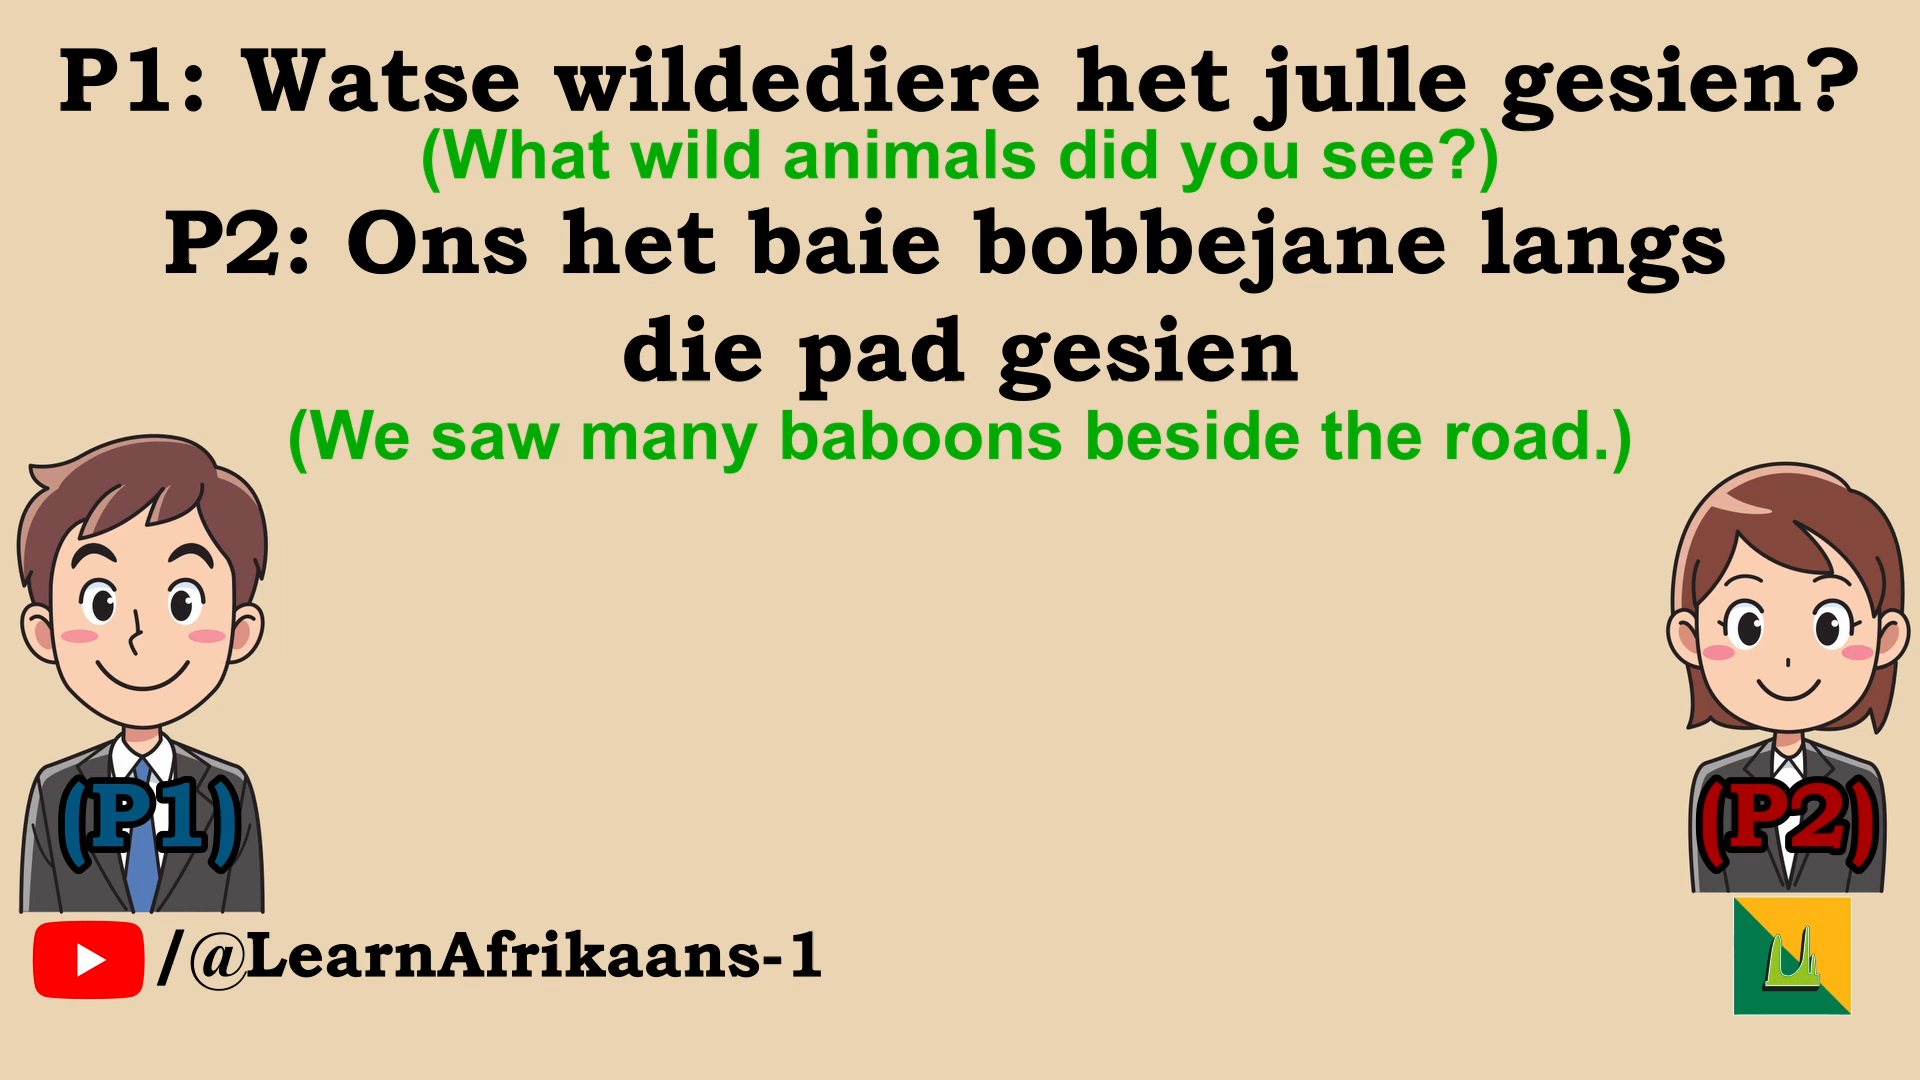 P1: Watse wildediere het julle gesien?
(What wild animals did you see?)
P2: Ons het baie bobbejane langs
die pad gesien
(We saw many baboons beside the road.)
(P1)
(P2)
/@LearnAfrikaans-1